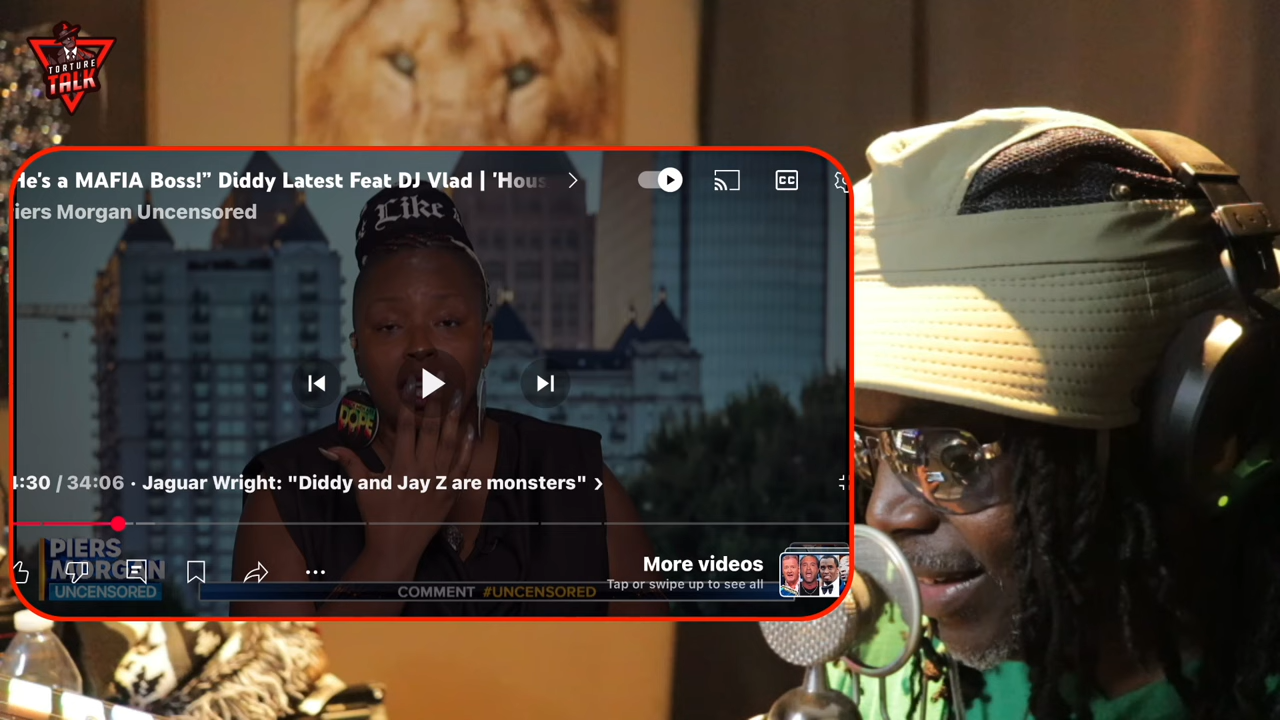 TORTURE
TALK
He's a MAFIA Boss!” Diddy Latest Feat DJ Vlad | 'Hous
iers Morgan Uncensored
CC
Like a
DOPE
4:30 / 34:06 · Jaguar Wright: "Diddy and Jay Z are monsters" ›
PIERS
MORGAN
UNCENSORED
More videos
Tap or swipe up to see all
COMMENT #UNCENSORED